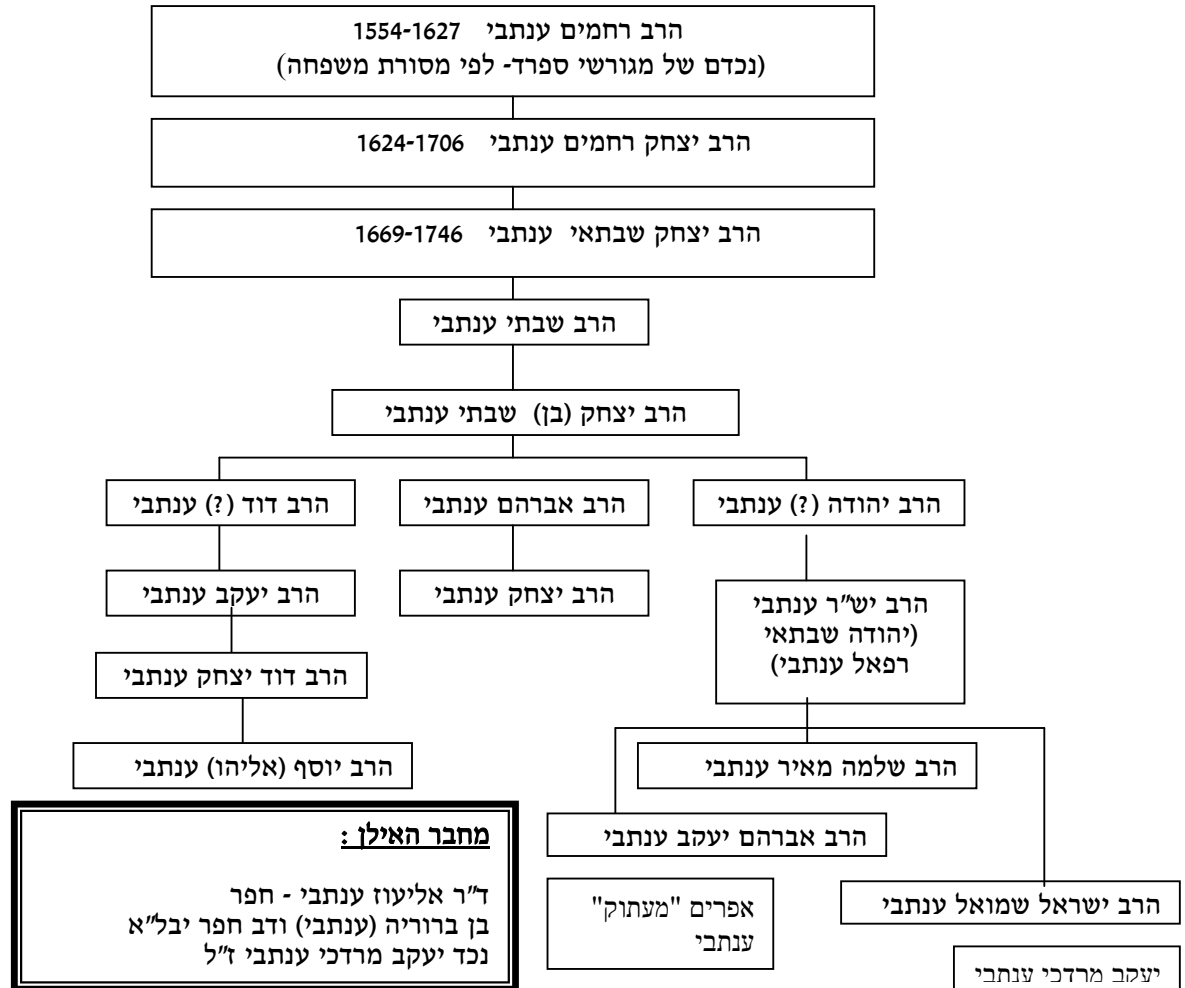 הרב רחמים ענתבי 1554-1627
(נכדם של מגורשי ספרד- לפי מסורת משפחה)
הרב יצחק רחמים ענתבי 1624-1706
הרב יצחק שבתאי ענתבי 1669-1746
הרב שבתי ענתבי
הרב יצחק (בן) שבתי ענתבי
הרב יהודה (?) ענתבי
הרב אברהם ענתבי
הרב דוד (?) ענתבי
הרב יש"ר ענתבי
(יהודה שבתאי
רפאל ענתבי)
הרב יצחק ענתבי
הרב יעקב ענתבי
הרב דוד יצחק ענתבי
הרב שלמה מאיר ענתבי
הרב יוסף (אליהו) ענתבי
הרב אברהם יעקב ענתבי
הרב ישראל שמואל ענתבי
אפרים "מעתוק"
ענתבי
יעקב מרדכי ענתבי
מחבר האילן :
ד"ר אליעוז ענתבי - חפר
בן ברוריה (ענתבי) ודב חפר יבל"א
נכד יעקב מרדכי ענתבי ז"ל